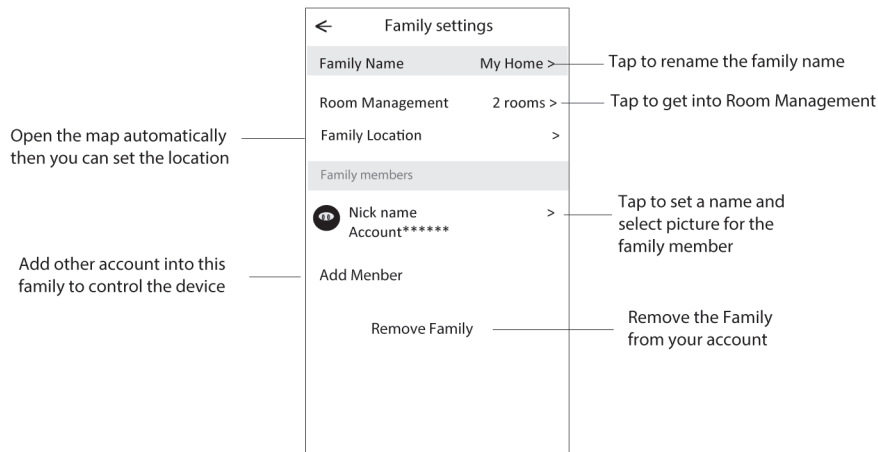 Family settings
Family Name My Home >
Tap to rename the family name
Room Management 2 rooms >
Tap to get into Room Management
Open the map automatically
then you can set the location
Family Location >
Family members
Nick name >
Account******
Tap to set a name and
select picture for the
family member
Add other account into this
family to control the device
Add Menber
Remove Family
Remove the Family
from your account